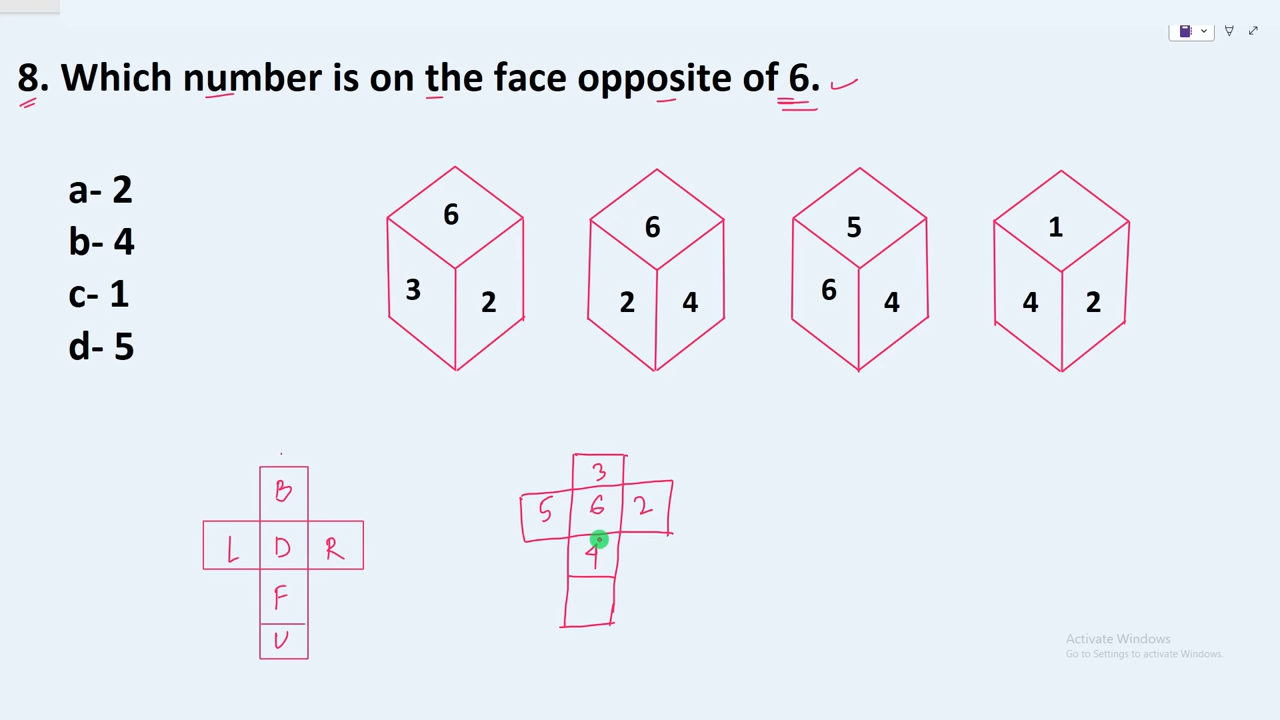 8. Which number is on the face opposite of 6.
a- 2
b- 4
c- 1
d- 5
6
3
2
6
2
4
5
6
4
1
4
2
B
L D R
F
U
3
5 6 2
4
Activate Windows
Go to Settings to activate Windows.